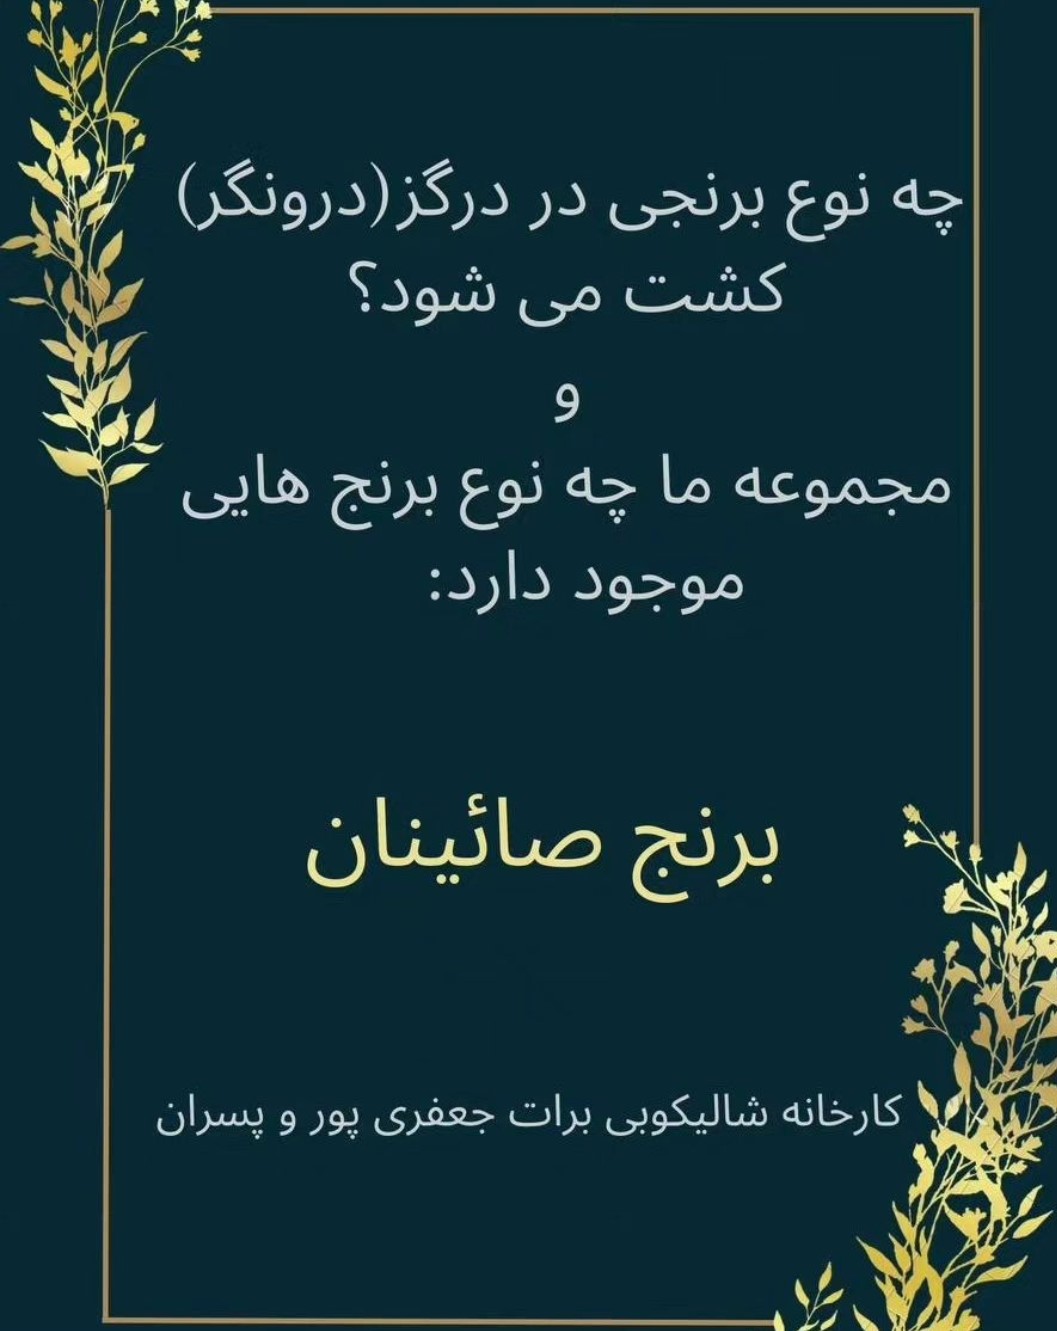 چه نوع برنجی در درگز(درونگر)
کشت می شود؟
و
مجموعه ما چه نوع برنج هایی
موجود دارد:
برنج صائینان
کارخانه شالیکوبی برات جعفری پور و پسران